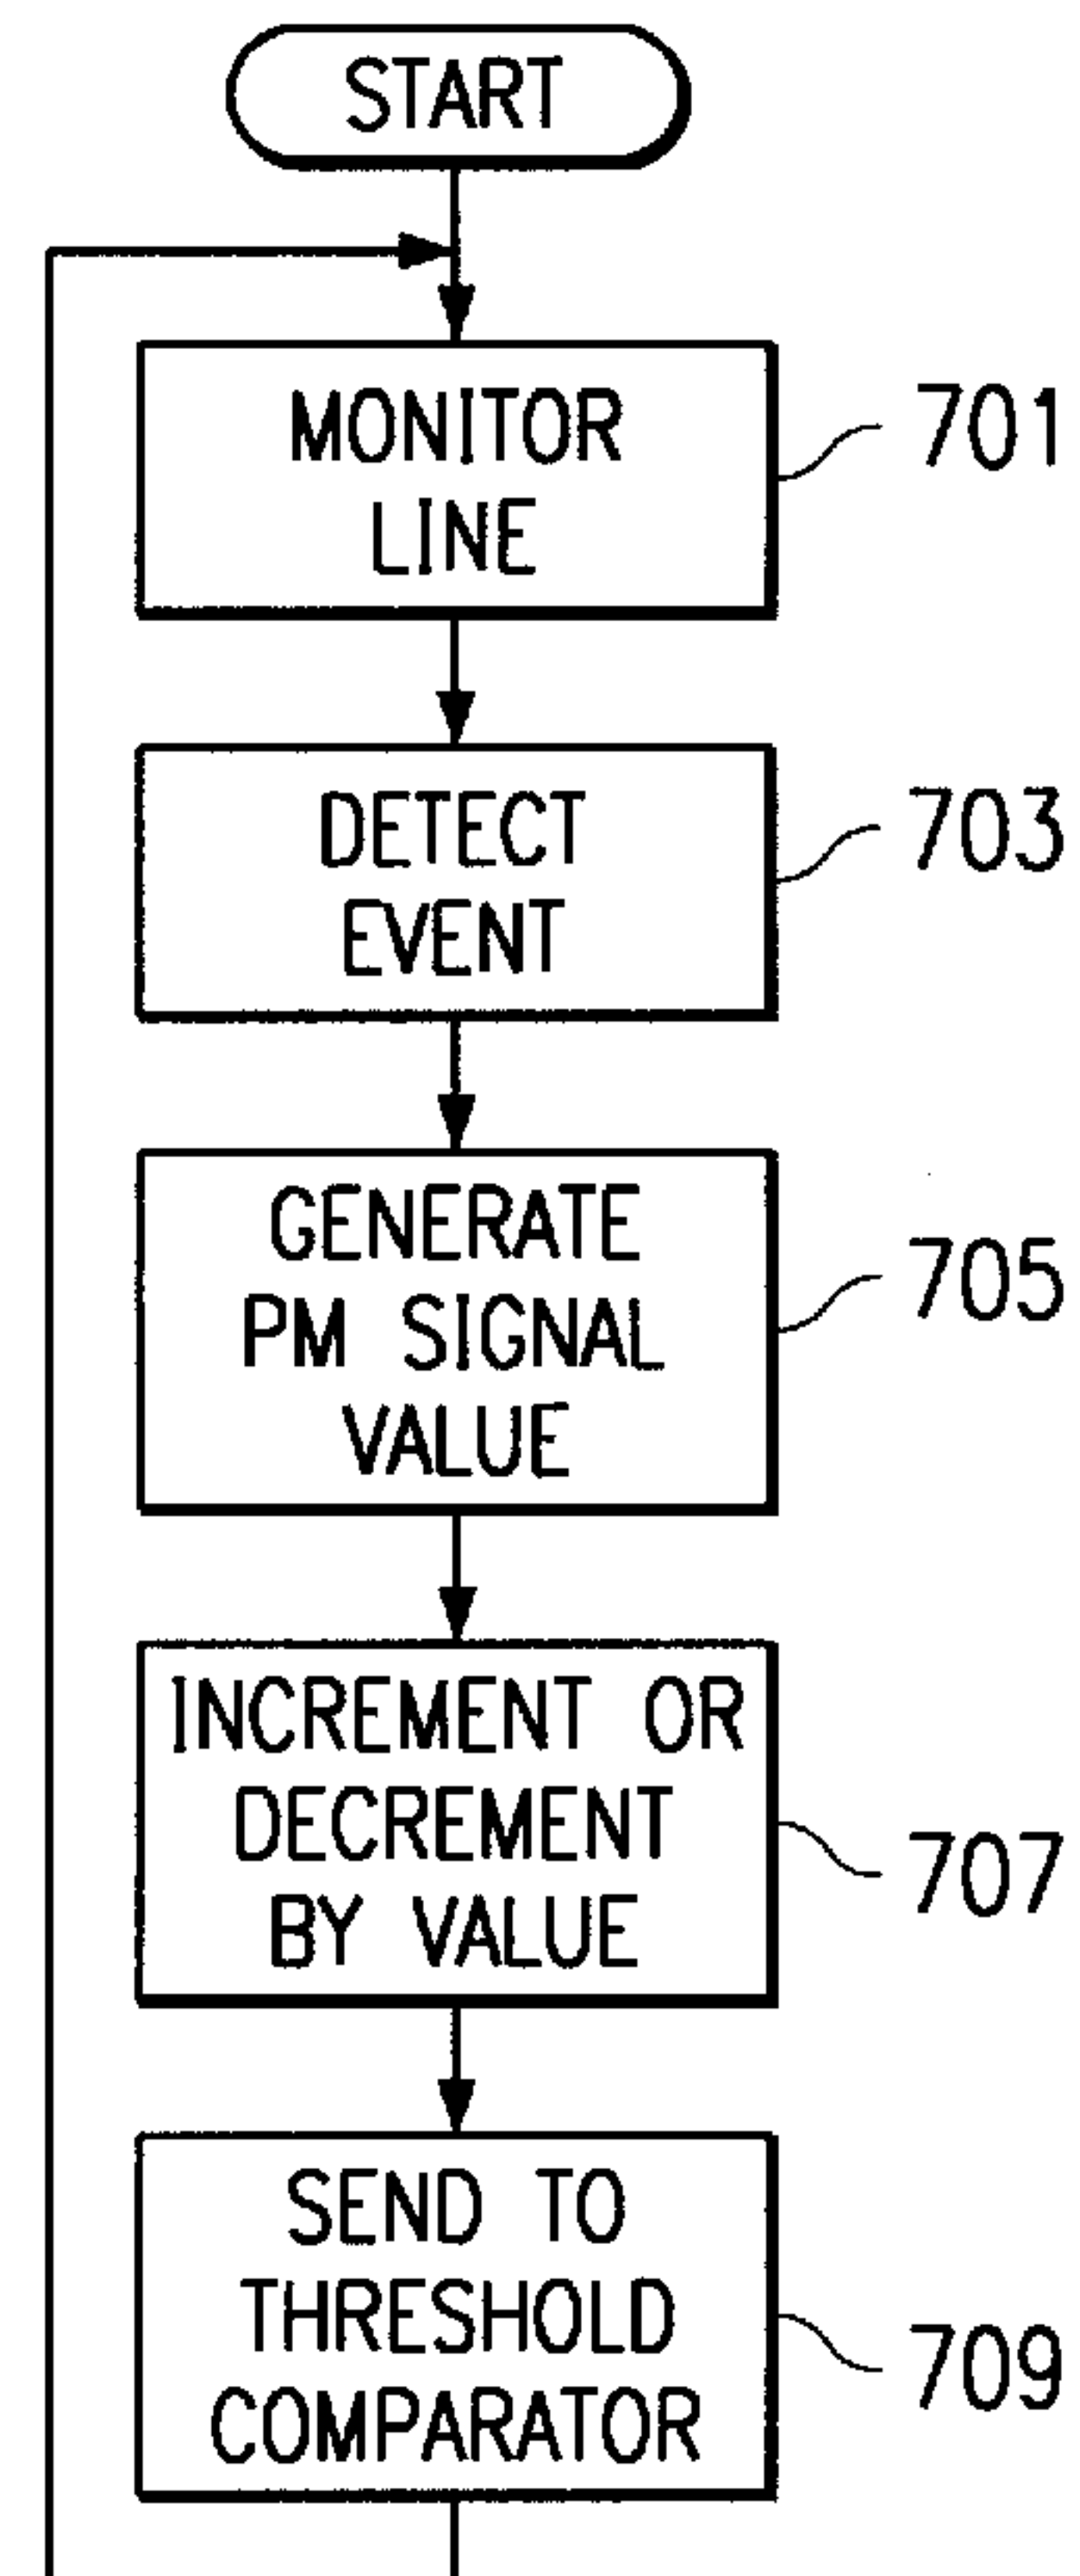 START
MONITOR
LINE
701
DETECT
EVENT
703
GENERATE
PM SIGNAL
VALUE
705
INCREMENT OR
DECREMENT
BY VALUE
707
SEND TO
THRESHOLD
COMPARATOR
709